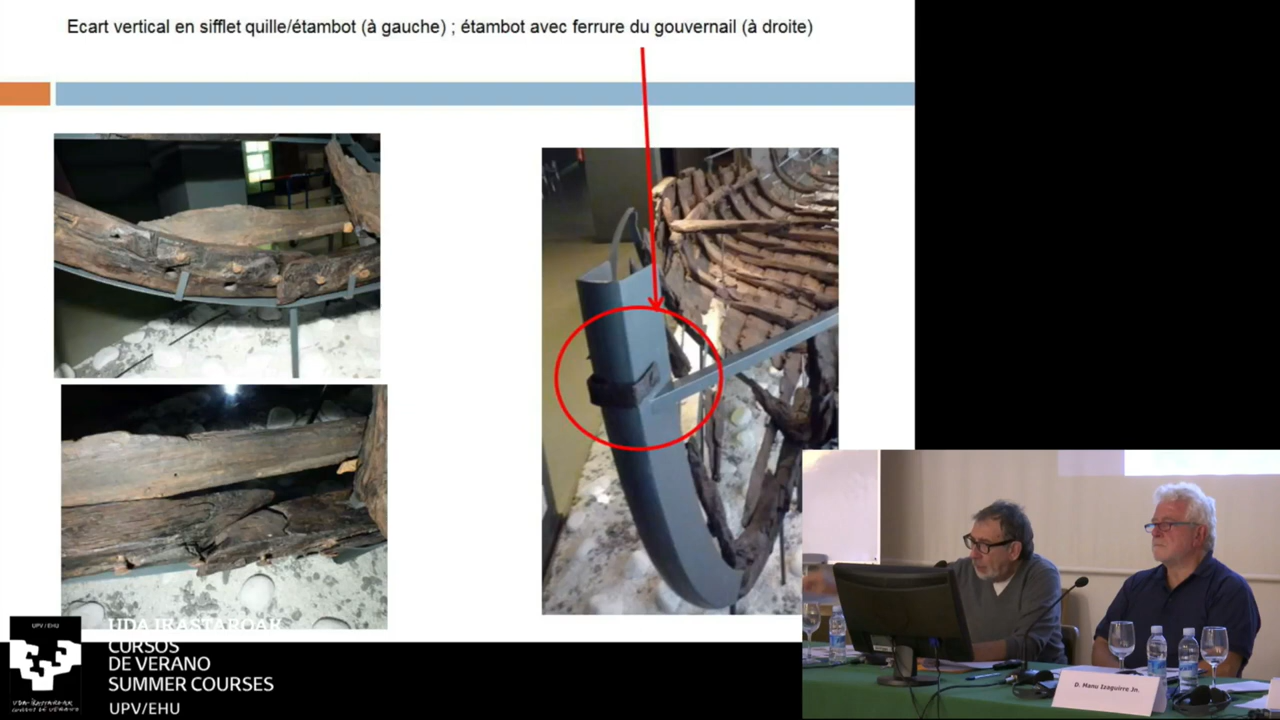 Ecart vertical en sifflet quille/étambot (à gauche) ; étambot avec ferrure du gouvernail (à droite)
UPV / EHU
UDA IKASTAROAK
CURSOS
DE VERANO
SUMMER COURSES
UPV/EHU
D. Manu Izaguirre Jn.